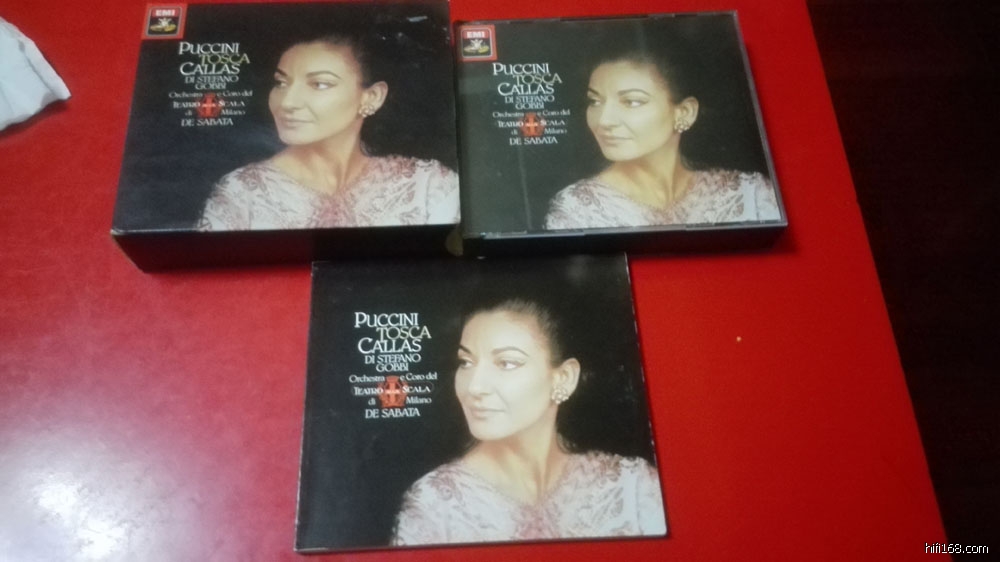 EMI
PUCCINI
TOSCA
CALLAS
DI STEFANO
GOBBI
Orchestra e Coro del
TEATRO SCALA
di Milano
DE SABATA
EMI
PUCCINI
TOSCA
CALLAS
DI STEFANO
GOBBI
Orchestra e Coro del
TEATRO SCALA
di Milano
DE SABATA
PUCCINI
TOSCA
CALLAS
DI STEFANO
GOBBI
Orchestra e Coro del
TEATRO SCALA
di Milano
DE SABATA
hifi168.com